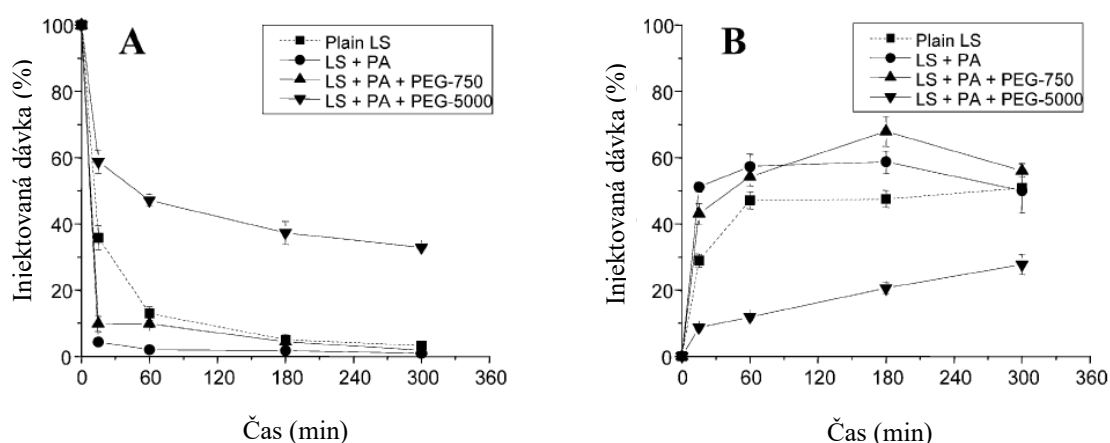 A
Plain LS
LS + PA
LS + PA + PEG-750
LS + PA + PEG-5000
Injektovaná dávka (%)
100
80
60
40
20
0
0 60 120 180 240 300 360
Čas (min)
B
Plain LS
LS + PA
LS + PA + PEG-750
LS + PA + PEG-5000
Injektovaná dávka (%)
100
80
60
40
20
0
0 60 120 180 240 300 360
Čas (min)